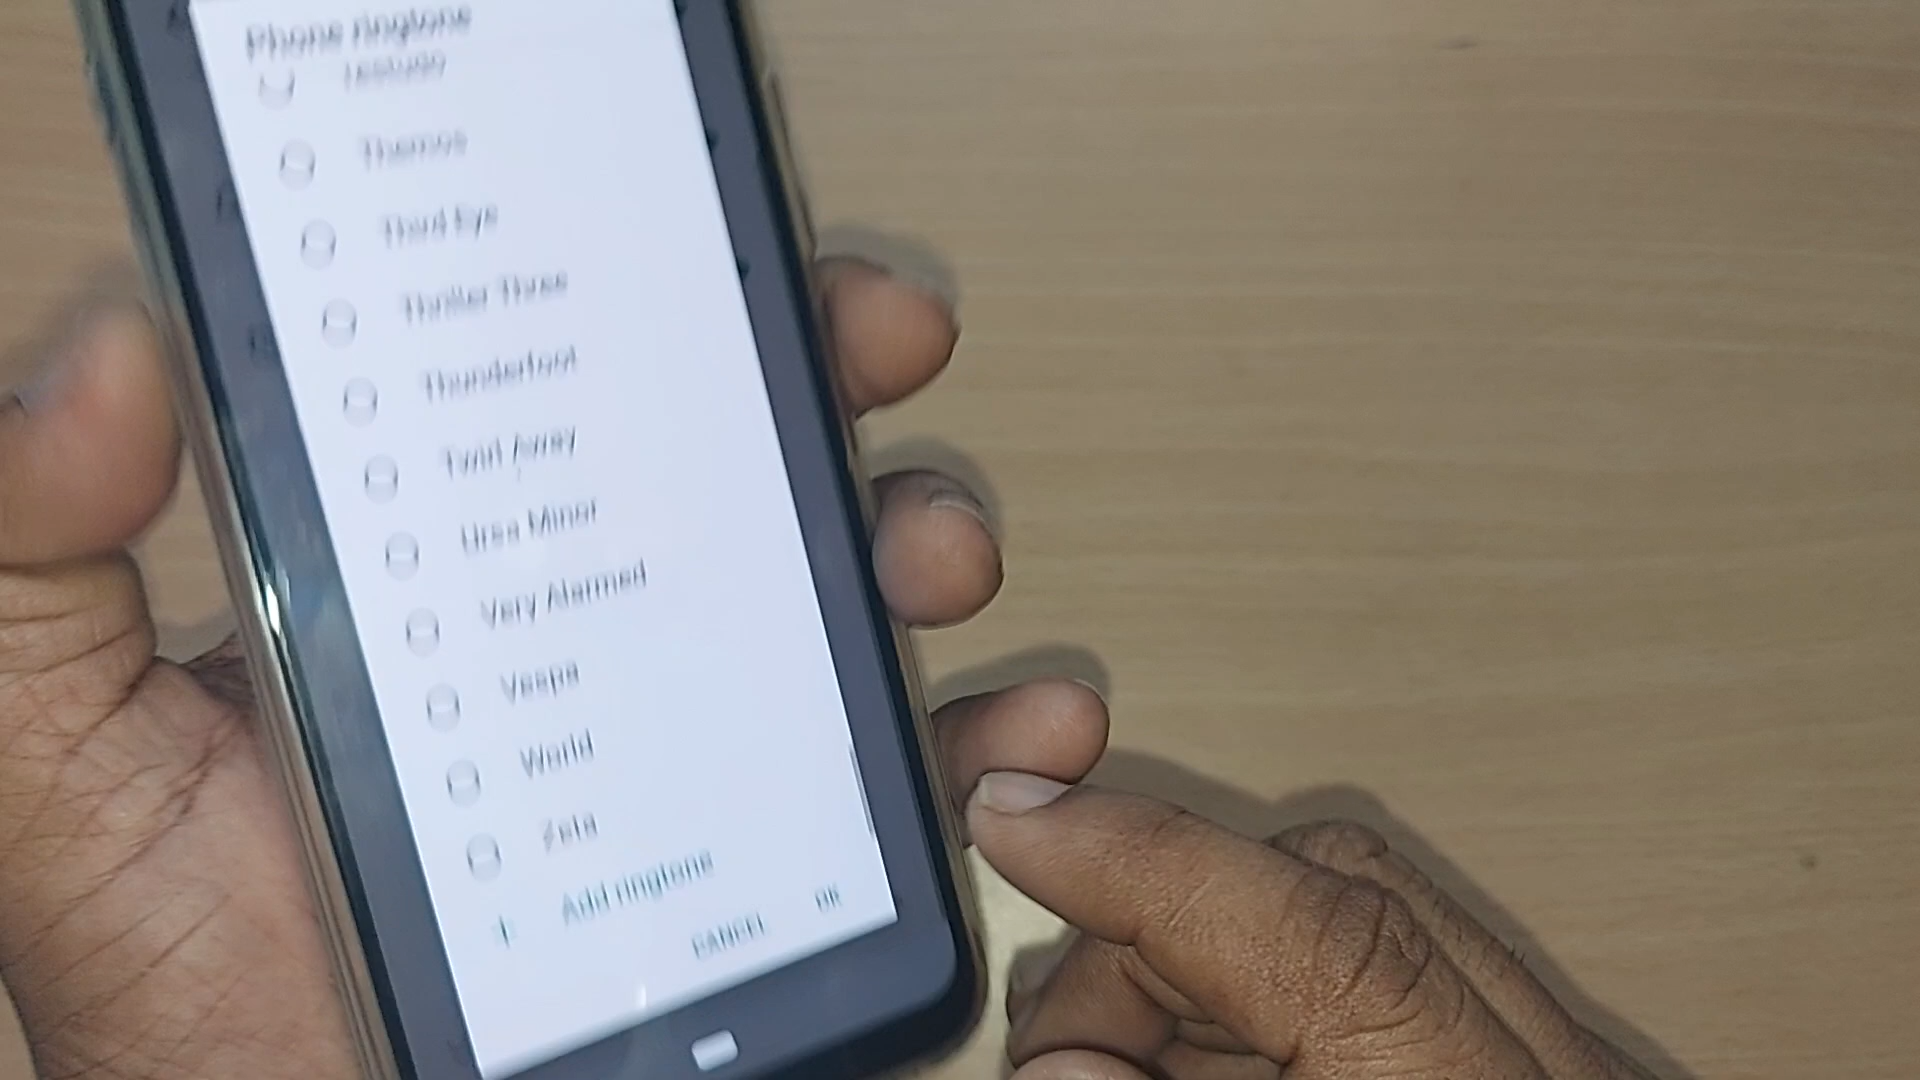 Phone ringtone
Testudo
Themos
Third Eye
Thriller Three
Thunderfoot
Twirl Away
Ursa Minor
Very Alarmed
Vespa
World
Zeta
+ Add ringtone
CANCEL OK